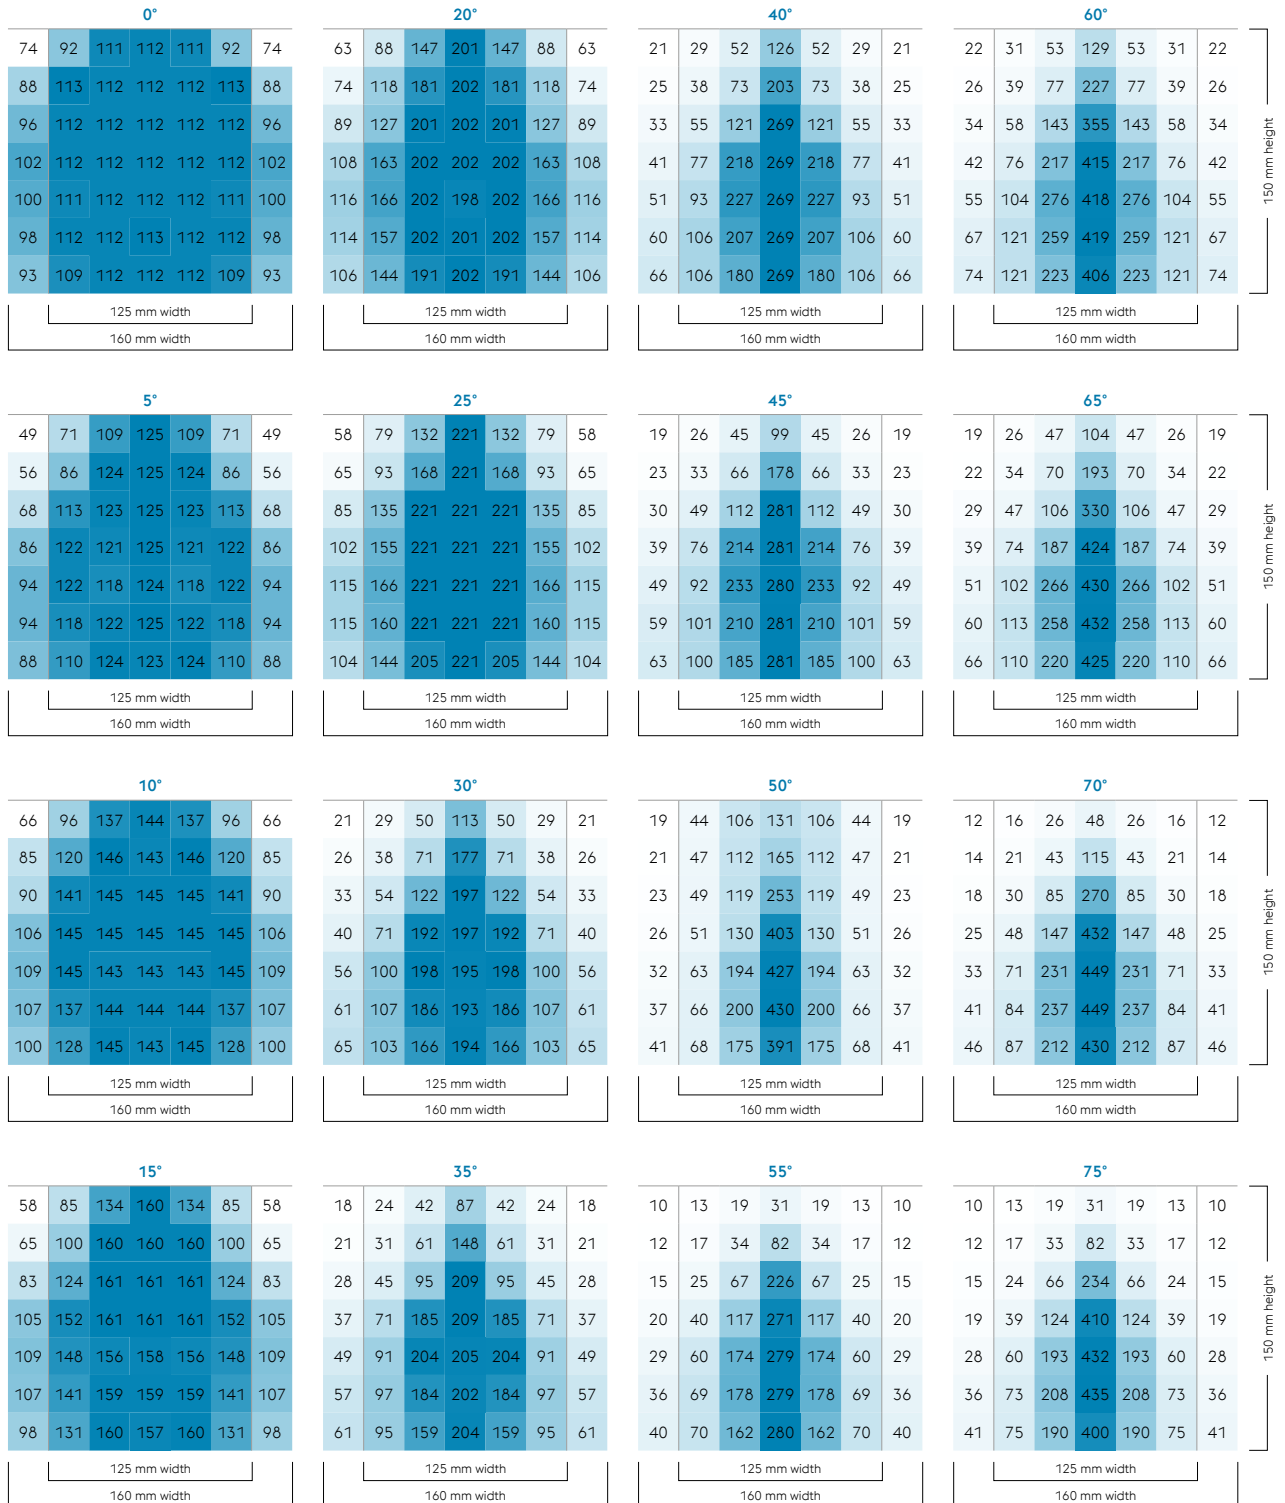 0° 20° 40° 60°
74 92 111 112 111 92 74 63 88 147 201 147 88 63 21 29 52 126 52 29 21 22 31 53 129 53 31 22
88 113 112 112 112 113 88 74 118 181 202 181 118 74 25 38 73 203 73 38 25 26 39 77 227 77 39 26
96 112 112 112 112 112 96 89 127 201 202 201 127 89 33 55 121 269 121 55 33 34 58 143 355 143 58 34
102 112 112 112 112 112 102 108 163 202 202 202 163 108 41 77 218 269 218 77 41 42 76 217 415 217 76 42
100 111 112 112 112 111 100 116 166 202 198 202 166 116 51 93 227 269 227 93 51 55 104 276 418 276 104 55
98 112 112 113 112 112 98 114 157 202 201 202 157 114 60 106 207 269 207 106 60 67 121 259 419 259 121 67
93 109 112 112 112 109 93 106 144 191 202 191 144 106 66 106 180 269 180 106 66 74 121 223 406 223 121 74
150 mm height
125 mm width 125 mm width 125 mm width 125 mm width
160 mm width 160 mm width 160 mm width 160 mm width
5° 25° 45° 65°
49 71 109 125 109 71 49 58 79 132 221 132 79 58 19 26 45 99 45 26 19 19 26 47 104 47 26 19
56 86 124 125 124 86 56 65 93 168 221 168 93 65 23 33 66 178 66 33 23 22 34 70 193 70 34 22
68 113 123 125 123 113 68 85 135 221 221 221 135 85 30 49 112 281 112 49 30 29 47 106 330 106 47 29
86 122 121 125 121 122 86 102 155 221 221 221 155 102 39 76 214 281 214 76 39 39 74 187 424 187 74 39
94 122 118 124 118 122 94 115 166 221 221 221 166 115 49 92 233 280 233 92 49 51 102 266 430 266 102 51
94 118 122 125 122 118 94 115 160 221 221 221 160 115 59 101 210 281 210 101 59 60 113 258 432 258 113 60
88 110 124 123 124 110 88 104 144 205 221 205 144 104 63 100 185 281 185 100 63 66 110 220 425 220 110 66
150 mm height
125 mm width 125 mm width 125 mm width 125 mm width
160 mm width 160 mm width 160 mm width 160 mm width
10° 30° 50° 70°
66 96 137 144 137 96 66 21 29 50 113 50 29 21 19 44 106 131 106 44 19 12 16 26 48 26 16 12
85 120 146 143 146 120 85 26 38 71 177 71 38 26 21 47 112 165 112 47 21 14 21 43 115 43 21 14
90 141 145 145 145 141 90 33 54 122 197 122 54 33 23 49 119 253 119 49 23 18 30 85 270 85 30 18
106 145 145 145 145 145 106 40 71 192 197 192 71 40 26 51 130 403 130 51 26 25 48 147 432 147 48 25
109 145 143 143 143 145 109 56 100 198 195 198 100 56 32 63 194 427 194 63 32 33 71 231 449 231 71 33
107 137 144 144 144 137 107 61 107 186 193 186 107 61 37 66 200 430 200 66 37 41 84 237 449 237 84 41
100 128 145 143 145 128 100 65 103 166 194 166 103 65 41 68 175 391 175 68 41 46 87 212 430 212 87 46
150 mm height
125 mm width 125 mm width 125 mm width 125 mm width
160 mm width 160 mm width 160 mm width 160 mm width
15° 35° 55° 75°
58 85 134 160 134 85 58 18 24 42 87 42 24 18 10 13 19 31 19 13 10 10 13 19 31 19 13 10
65 100 160 160 160 100 65 21 31 61 148 61 31 21 12 17 34 82 34 17 12 12 17 33 82 33 17 12
83 124 161 161 161 124 83 28 45 95 209 95 45 28 15 25 67 226 67 25 15 15 24 66 234 66 24 15
105 152 161 161 161 152 105 37 71 185 209 185 71 37 20 40 117 271 117 40 20 19 39 124 410 124 39 19
109 148 156 158 156 148 109 49 91 204 205 204 91 49 29 60 174 279 174 60 29 28 60 193 432 193 60 28
107 141 159 159 159 141 107 57 97 184 202 184 97 57 36 69 178 279 178 69 36 36 73 208 435 208 73 36
98 131 160 157 160 131 98 61 95 159 204 159 95 61 40 70 162 280 162 70 40 41 75 190 400 190 75 41
150 mm height
125 mm width 125 mm width 125 mm width 125 mm width
160 mm width 160 mm width 160 mm width 160 mm width